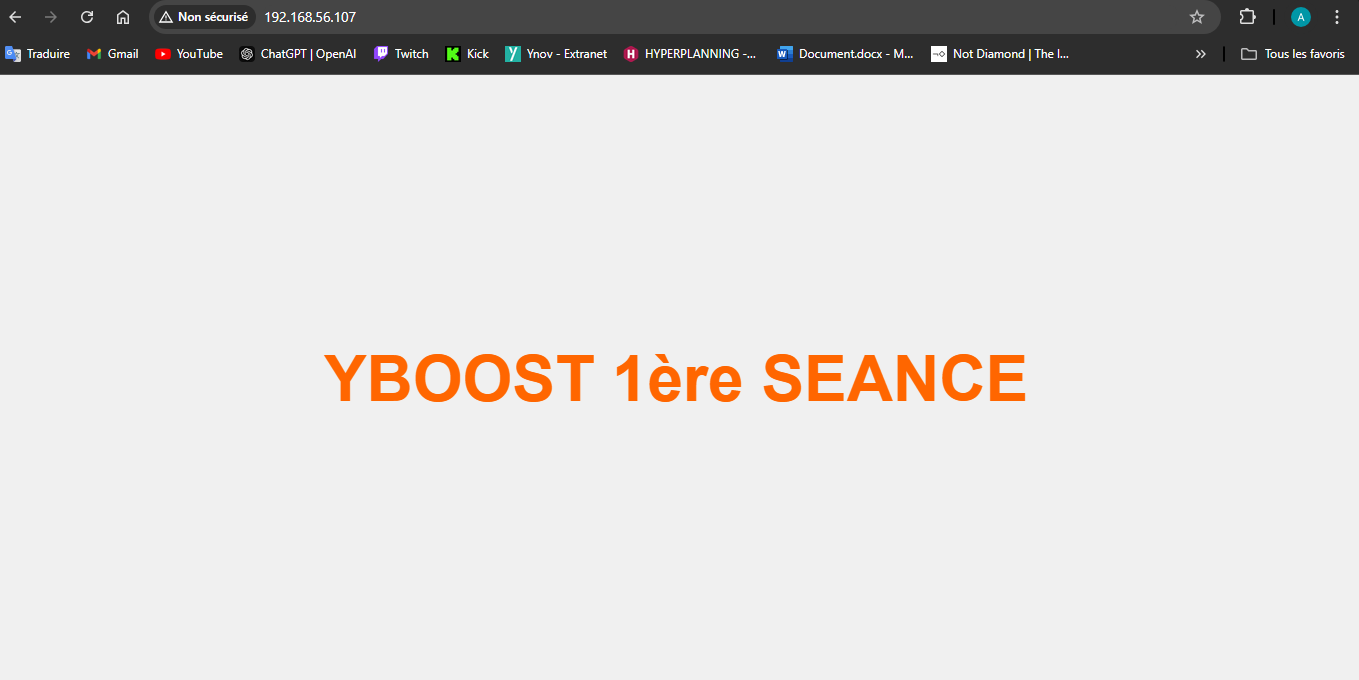 Non sécurisé 192.168.56.107 A
Traduire Gmail YouTube ChatGPT | OpenAI Twitch Kick Ynov - Extranet HYPERPLANNING -... Document.docx - M... Not Diamond | The I... » Tous les favoris
YBOOST 1ère SEANCE